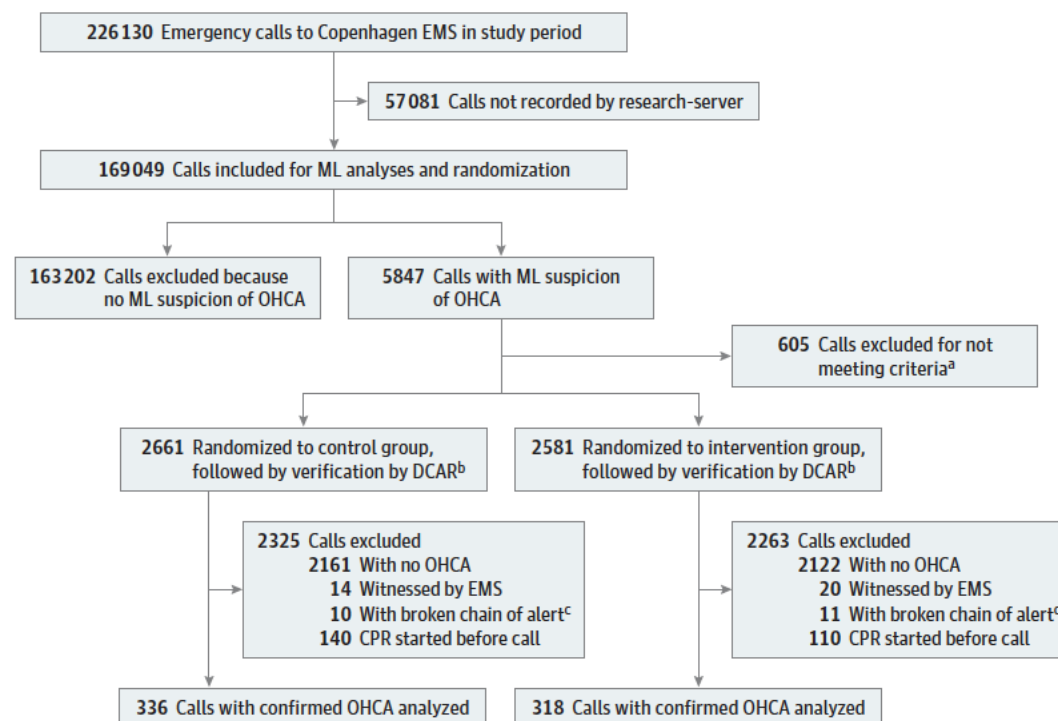 226130 Emergency calls to Copenhagen EMS in study period
57081 Calls not recorded by research-server
169049 Calls included for ML analyses and randomization
163202 Calls excluded because
no ML suspicion of OHCA
5847 Calls with ML suspicion
of OHCA
605 Calls excluded for not
meeting criteriaᵃ
2661 Randomized to control group,
followed by verification by DCARᵇ
2581 Randomized to intervention group,
followed by verification by DCARᵇ
2325 Calls excluded
2161 With no OHCA
14 Witnessed by EMS
10 With broken chain of alertᶜ
140 CPR started before call
2263 Calls excluded
2122 With no OHCA
20 Witnessed by EMS
11 With broken chain of alertᶜ
110 CPR started before call
336 Calls with confirmed OHCA analyzed
318 Calls with confirmed OHCA analyzed